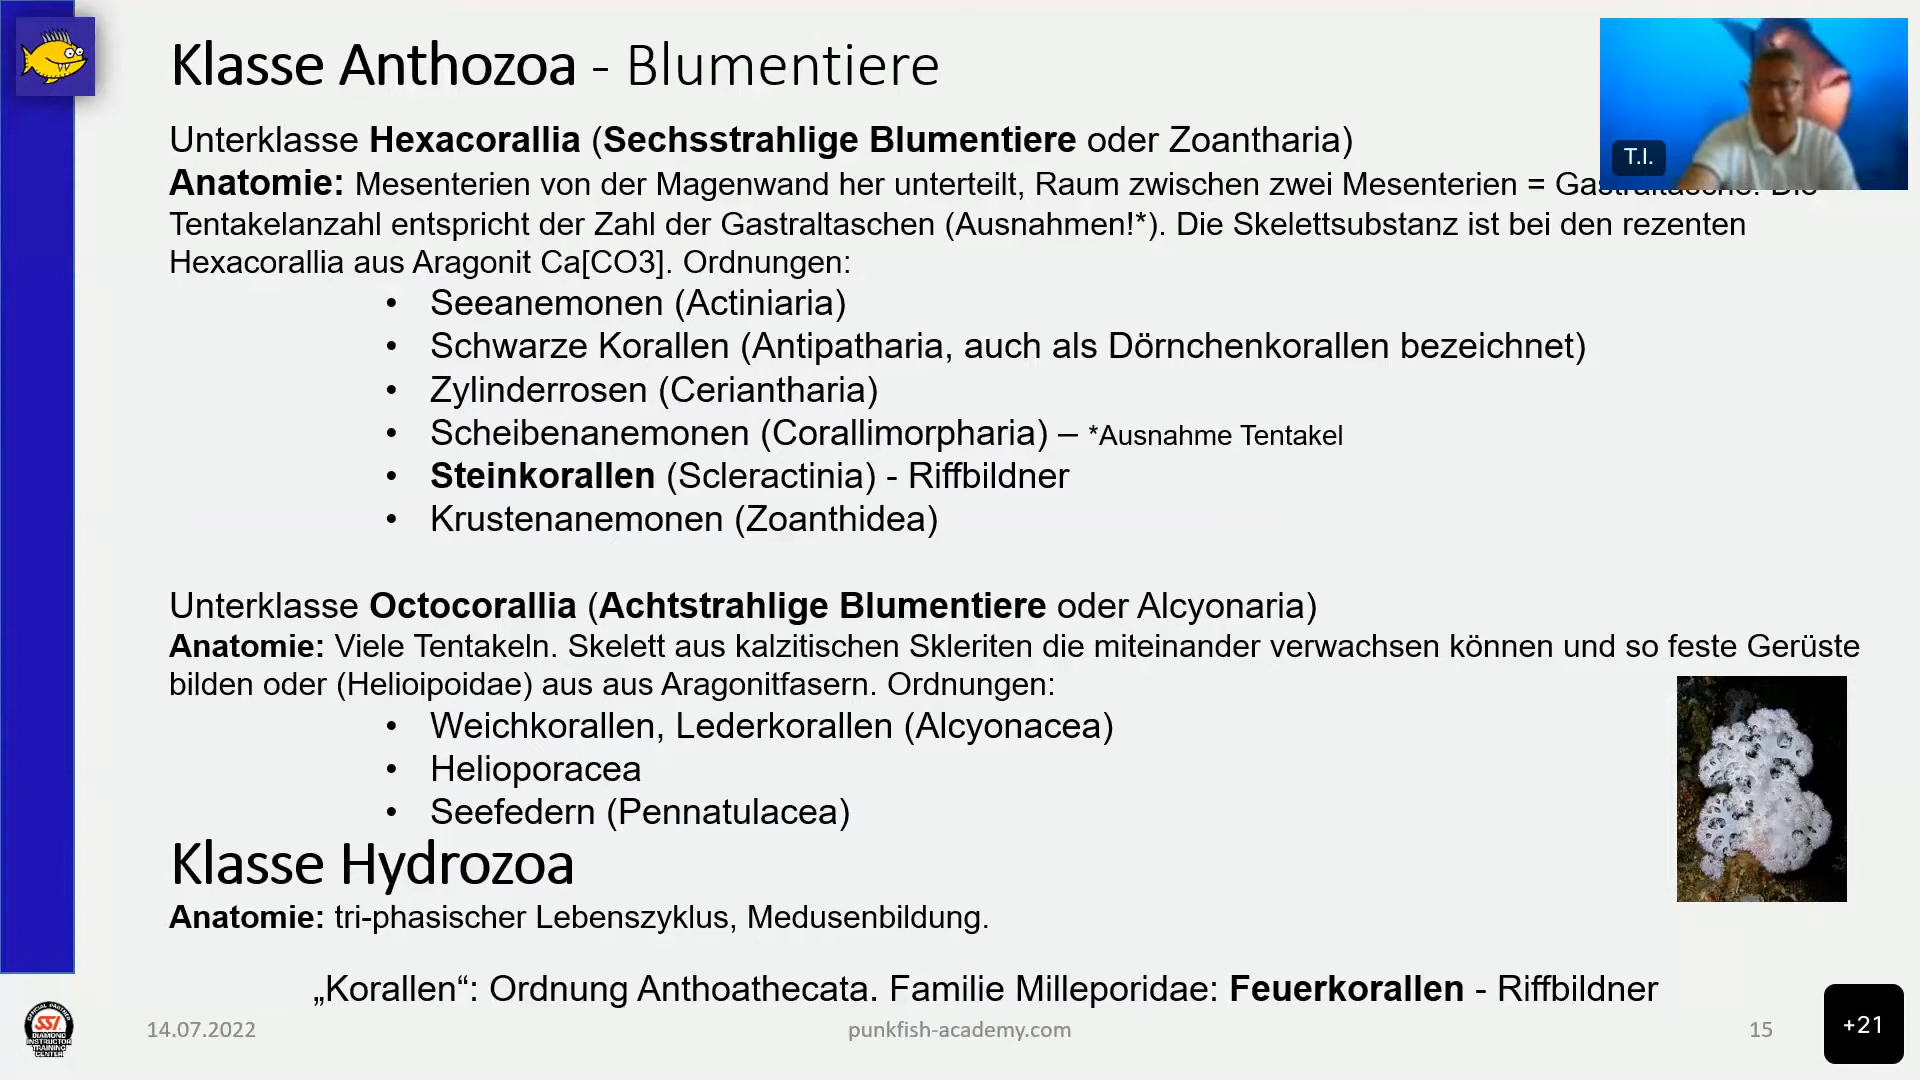 Klasse Anthozoa - Blumentiere
Unterklasse Hexacorallia (Sechsstrahlige Blumentiere oder Zoantharia)
T.I.
Anatomie: Mesenterien von der Magenwand her unterteilt, Raum zwischen zwei Mesenterien =
Tentakelanzahl entspricht der Zahl der Gastraltaschen (Ausnahmen!*). Die Skelettsubstanz ist bei den rezenten
Hexacorallia aus Aragonit Ca[CO3]. Ordnungen:
• Seeanemonen (Actiniaria)
• Schwarze Korallen (Antipatharia, auch als Dörnchenkorallen bezeichnet)
• Zylinderrosen (Ceriantharia)
• Scheibenanemonen (Corallimorpharia) – *Ausnahme Tentakel
• Steinkorallen (Scleractinia) - Riffbildner
• Krustenanemonen (Zoanthidea)
Unterklasse Octocorallia (Achtstrahlige Blumentiere oder Alcyonaria)
Anatomie: Viele Tentakeln. Skelett aus kalzitischen Skleriten die miteinander verwachsen können und so feste Gerüste
bilden oder (Helioipoidae) aus aus Aragonitfasern. Ordnungen:
• Weichkorallen, Lederkorallen (Alcyonacea)
• Helioporacea
• Seefedern (Pennatulacea)
Klasse Hydrozoa
Anatomie: tri-phasischer Lebenszyklus, Medusenbildung.
„Korallen“: Ordnung Anthoathecata. Familie Milleporidae: Feuerkorallen - Riffbildner
SSI
DIAMOND
INSTRUCTOR
TRAINING
CENTER
14.07.2022
punkfish-academy.com
15
+21